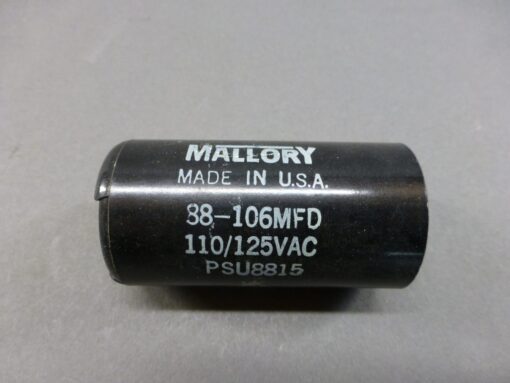 MALLORY
MADE IN U.S.A.
88-106MFD
110/125VAC
PSU8815